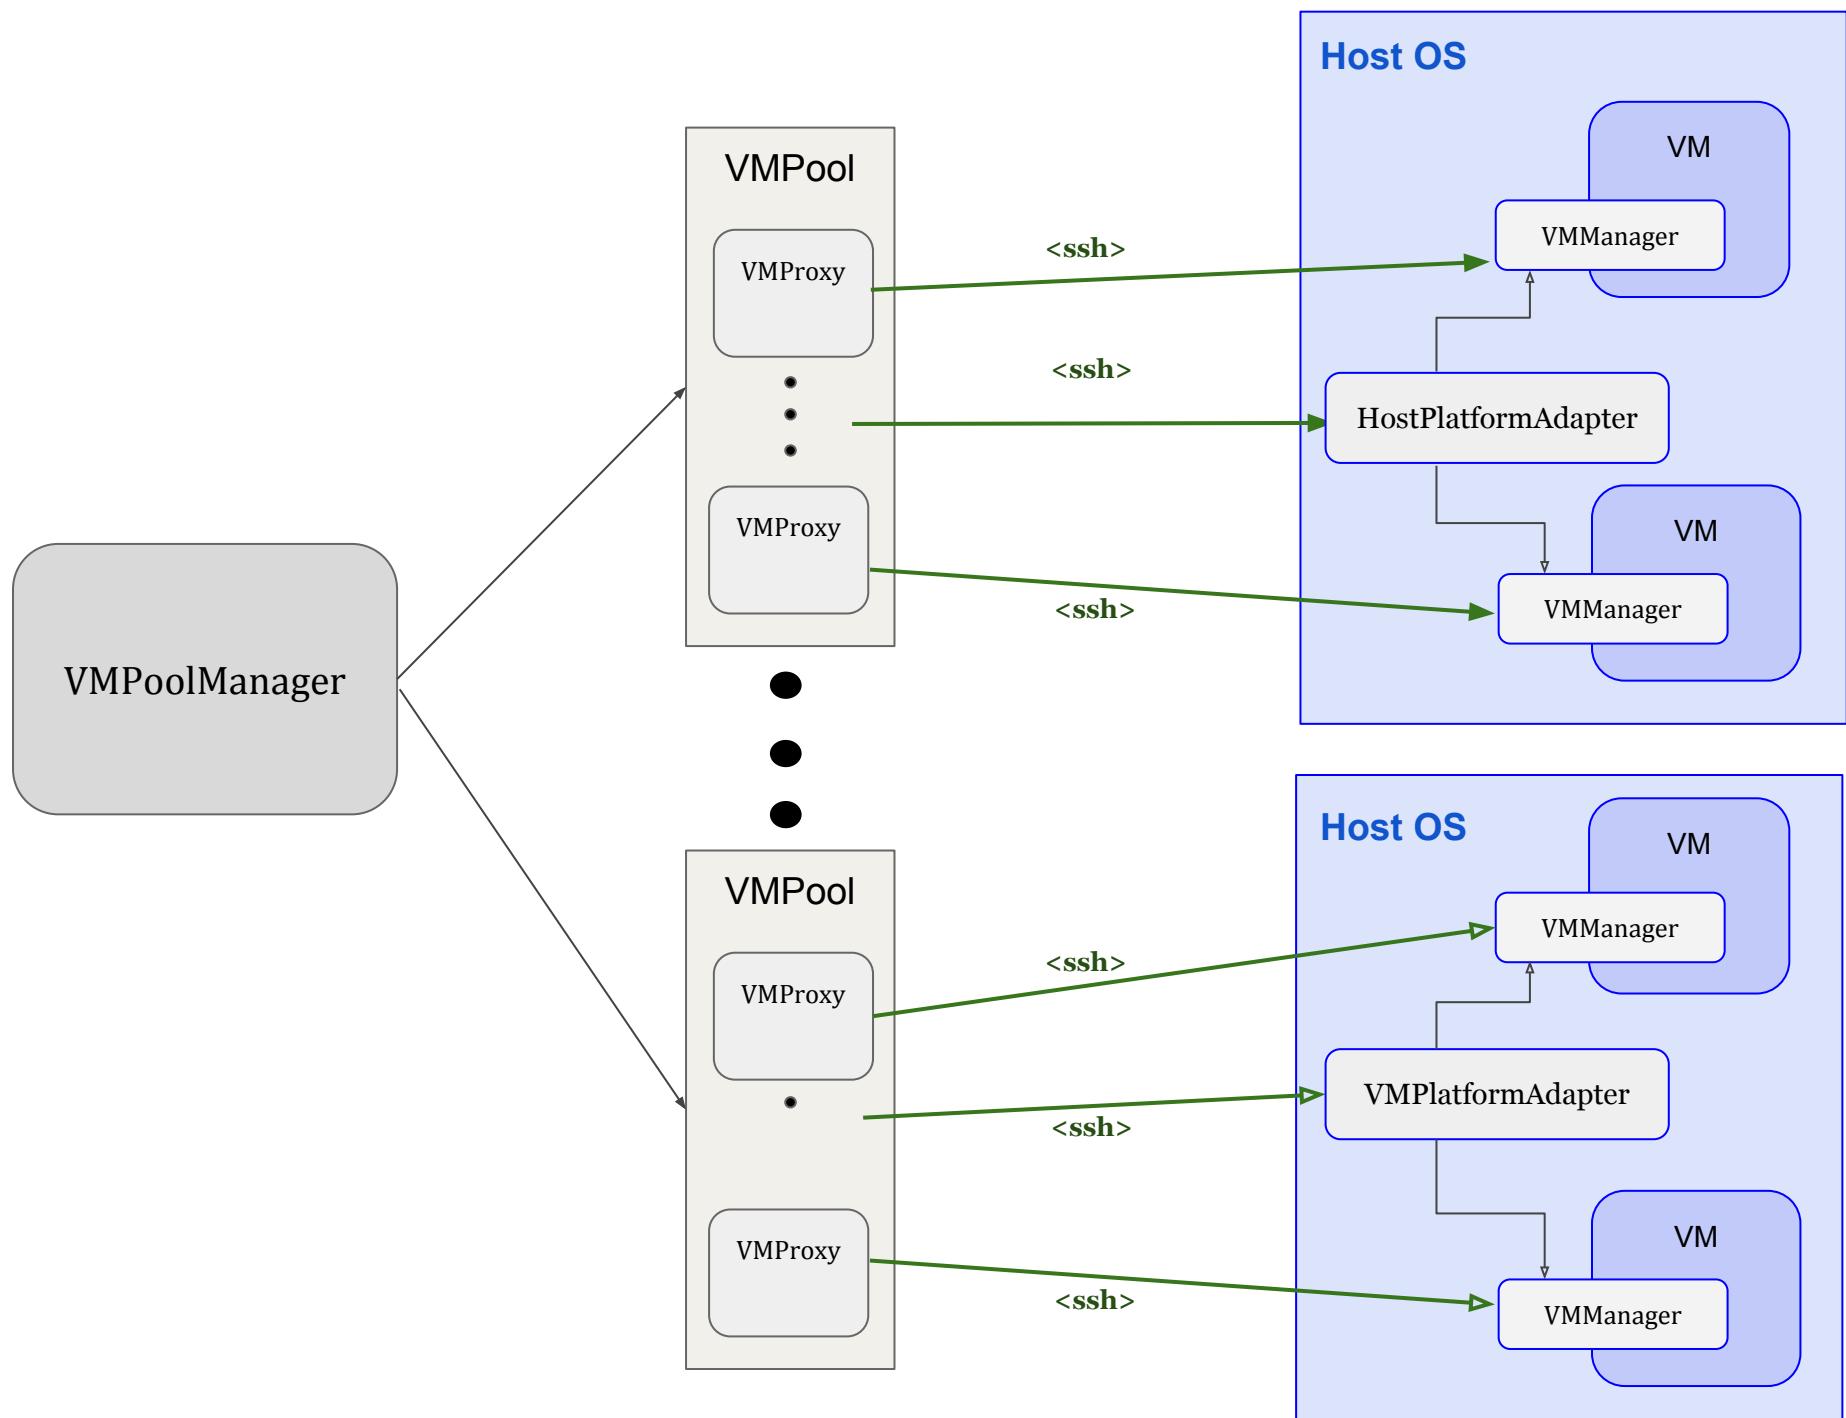 VMPoolManager
VMPool
VMProxy
VMProxy
<ssh>
<ssh>
<ssh>
Host OS
VM
VMManager
HostPlatformAdapter
VM
VMManager
VMPool
VMProxy
VMProxy
<ssh>
<ssh>
<ssh>
Host OS
VM
VMManager
VMPlatformAdapter
VM
VMManager